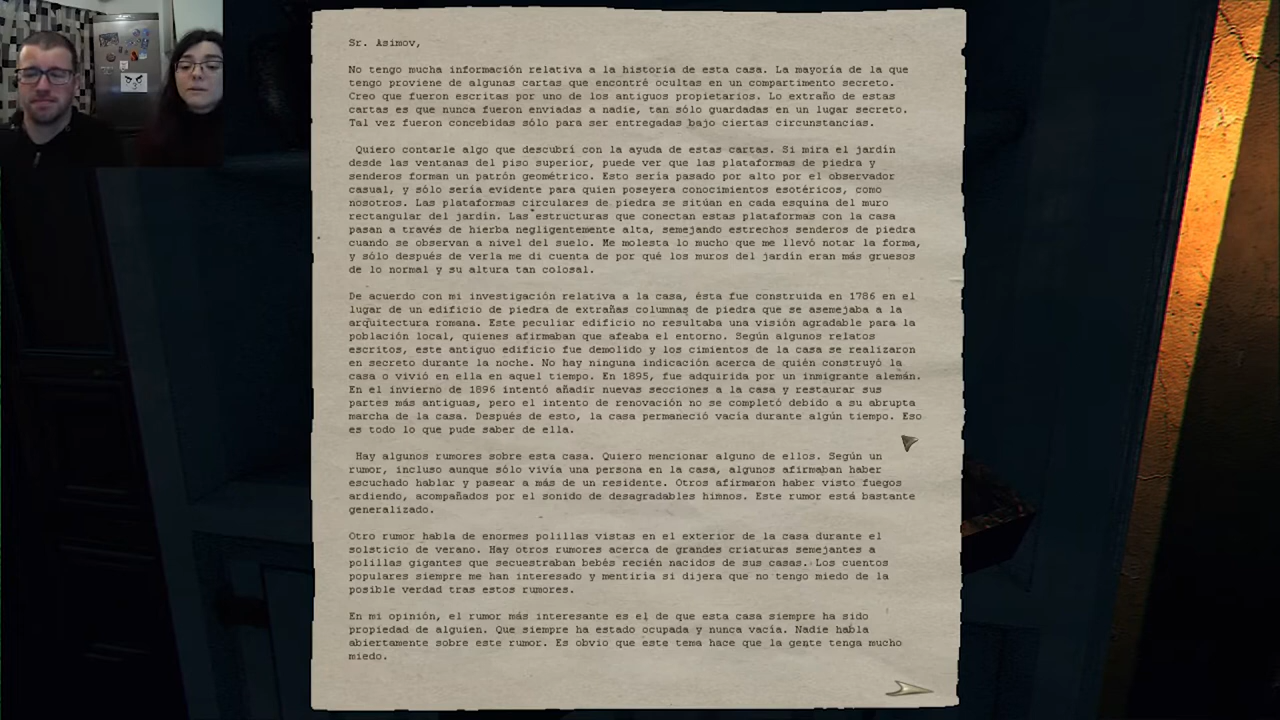 Sr. Asimov,
No tengo mucha información relativa a la historia de esta casa. La mayoría de la que
tengo proviene de algunas cartas que encontré ocultas en un compartimento secreto.
Creo que fueron escritas por uno de los antiguos propietarios. Lo extraño de estas
cartas es que nunca fueron enviadas a nadie, tan sólo guardadas en un lugar secreto.
Tal vez fueron concebidas sólo para ser entregadas bajo ciertas circunstancias.
Quiero contarle algo que descubrí con la ayuda de estas cartas. Si mira el jardín
desde las ventanas del piso superior, puede ver que las plataformas de piedra y
senderos forman un patrón geométrico. Esto sería pasado por alto por el observador
casual, y sólo sería evidente para quien poseyera conocimientos esotéricos, como
nosotros. Las plataformas circulares de piedra se sitúan en cada esquina del muro
rectangular del jardín. Las estructuras que conectan estas plataformas con la casa
pasan a través de hierba negligentemente alta, semejando estrechos senderos de piedra
cuando se observan a nivel del suelo. Me molesta lo mucho que me llevó notar la forma,
y sólo después de verla me di cuenta de por qué los muros del jardín eran más gruesos
de lo normal y su altura tan colosal.
De acuerdo con mi investigación relativa a la casa, ésta fue construida en 1786 en el
lugar de un edificio de piedra de extrañas columnas de piedra que se asemejaba a la
arquitectura romana. Este peculiar edificio no resultaba una visión agradable para la
población local, quienes afirmaban que afeaba el entorno. Según algunos relatos
escritos, este antiguo edificio fue demolido y los cimientos de la casa se realizaron
en secreto durante la noche. No hay ninguna indicación acerca de quién construyó la
casa o vivió en ella en aquel tiempo. En 1895, fue adquirida por un inmigrante alemán.
En el invierno de 1896 intentó añadir nuevas secciones a la casa y restaurar sus
partes más antiguas, pero el intento de renovación no se completó debido a su abrupta
marcha de la casa. Después de esto, la casa permaneció vacía durante algún tiempo. Eso
es todo lo que pude saber de ella.
Hay algunos rumores sobre esta casa. Quiero mencionar alguno de ellos. Según un
rumor, incluso aunque sólo vivía una persona en la casa, algunos afirmaban haber
escuchado hablar y pasear a más de un residente. Otros afirmaron haber visto fuegos
ardiendo, acompañados por el sonido de desagradables himnos. Este rumor está bastante
generalizado.
Otro rumor habla de enormes polillas vistas en el exterior de la casa durante el
solsticio de verano. Hay otros rumores acerca de grandes criaturas semejantes a
polillas gigantes que secuestraban bebés recién nacidos de sus casas. Los cuentos
populares siempre me han interesado y mentiría si dijera que no tengo miedo de la
posible verdad tras estos rumores.
En mi opinión, el rumor más interesante es el de que esta casa siempre ha sido
propiedad de alguien. Que siempre ha estado ocupada y nunca vacía. Nadie habla
abiertamente sobre este rumor. Es obvio que este tema hace que la gente tenga mucho
miedo.